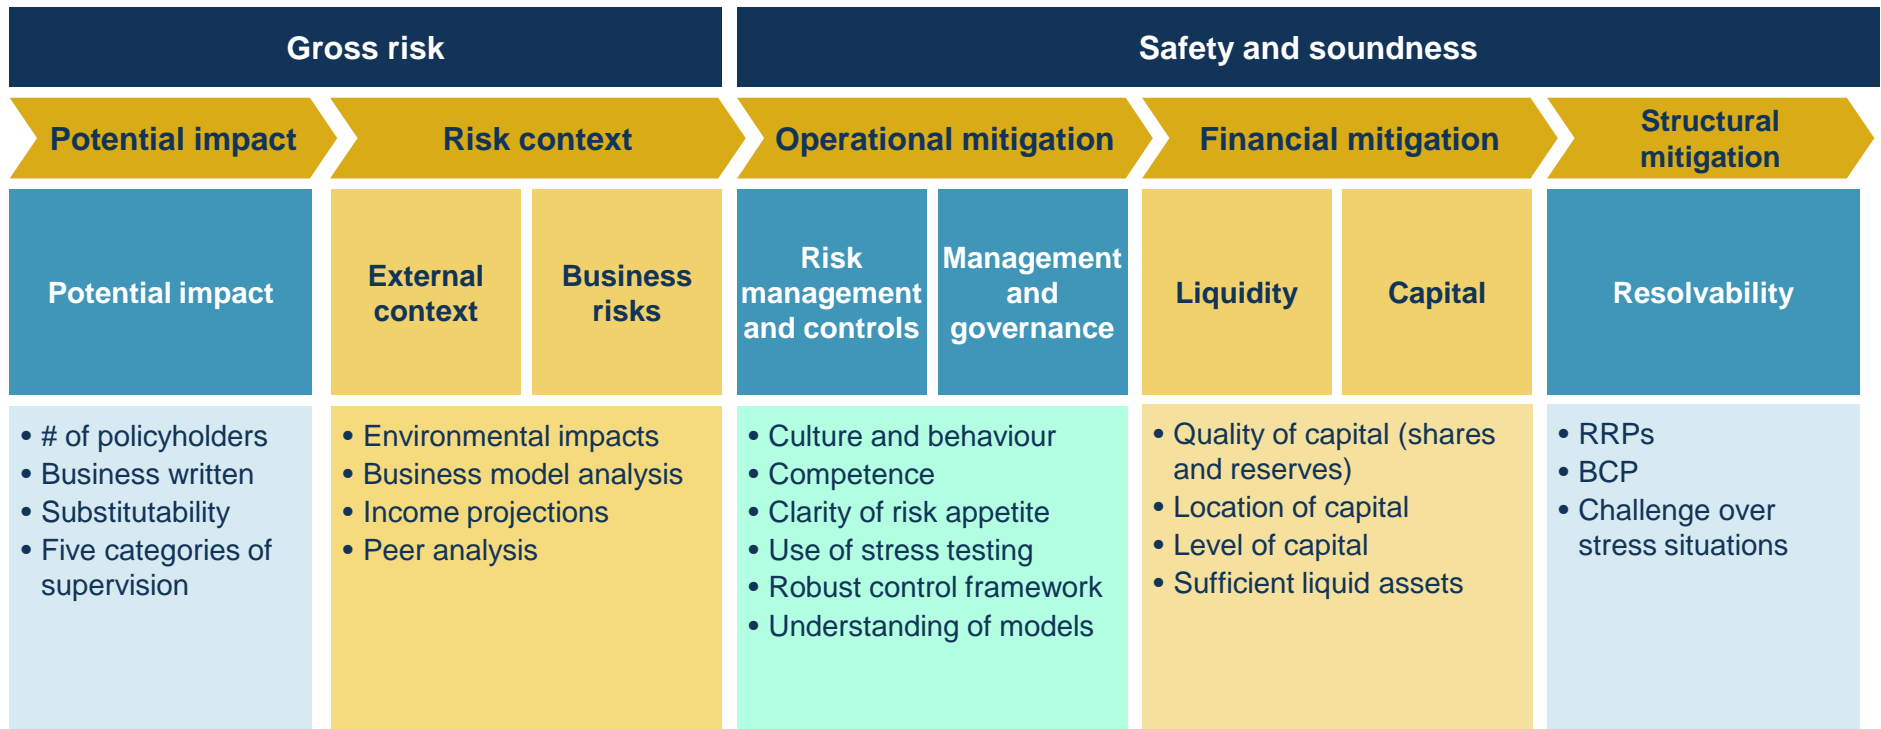 Gross risk
Safety and soundness
Potential impact
Risk context
Operational mitigation
Financial mitigation
Structural
mitigation
Potential impact
External
context
Business
risks
Risk
management
and controls
Management
and
governance
Liquidity
Capital
Resolvability
• # of policyholders
• Business written
• Substitutability
• Five categories of
supervision
• Environmental impacts
• Business model analysis
• Income projections
• Peer analysis
• Culture and behaviour
• Competence
• Clarity of risk appetite
• Use of stress testing
• Robust control framework
• Understanding of models
• Quality of capital (shares
and reserves)
• Location of capital
• Level of capital
• Sufficient liquid assets
• RRPs
• BCP
• Challenge over
stress situations